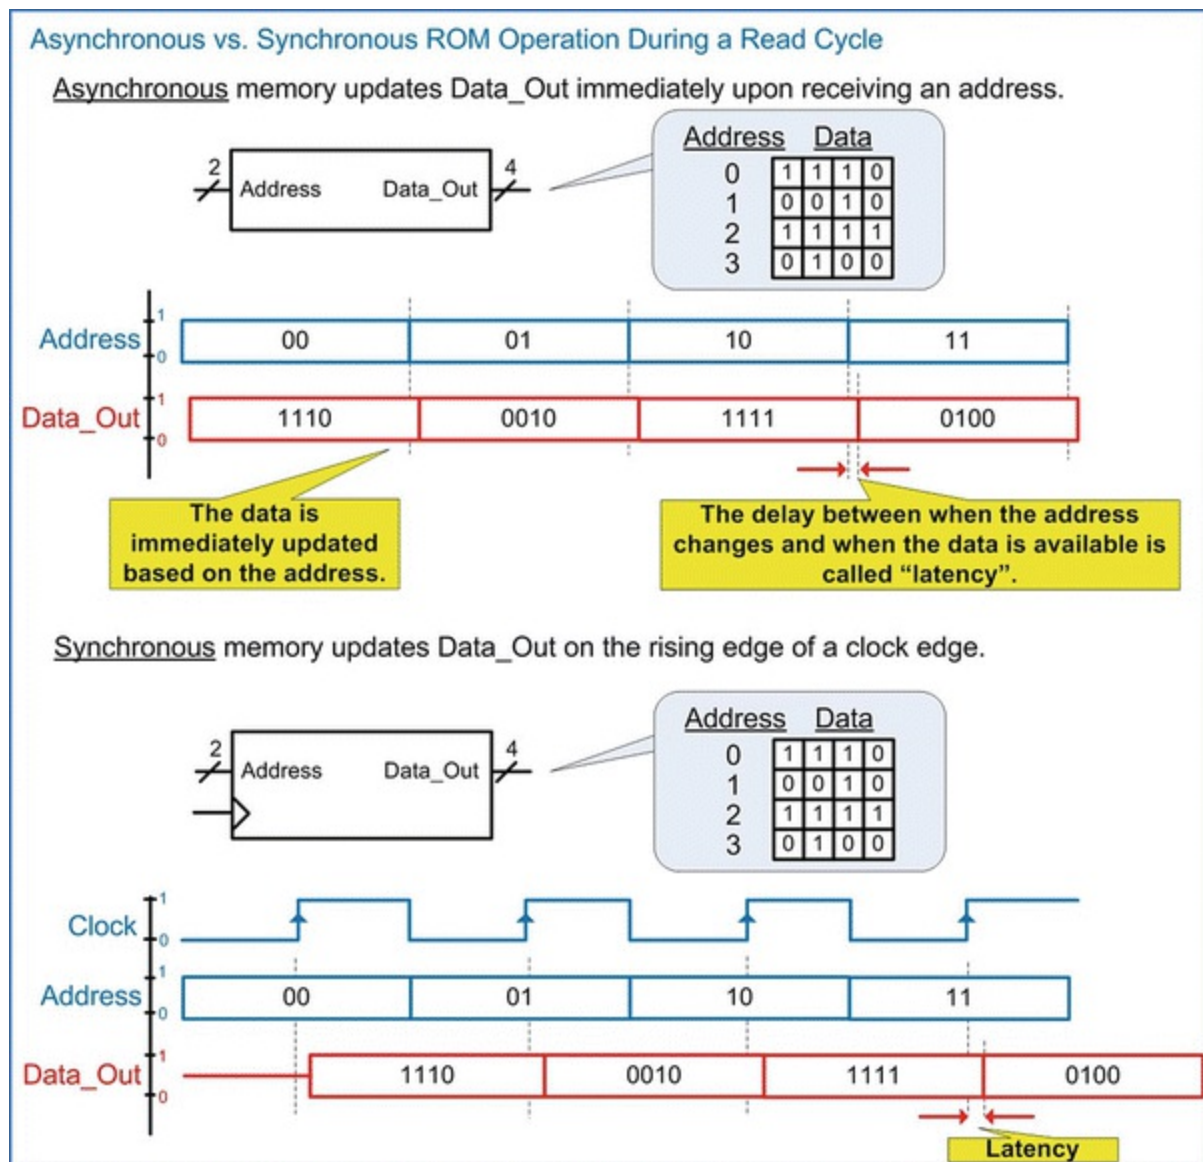 Asynchronous vs. Synchronous ROM Operation During a Read Cycle
Asynchronous memory updates Data_Out immediately upon receiving an address.
2 Address Data_Out 4
Address Data
0 1 1 1 0
1 0 0 1 0
2 1 1 1 1
3 0 1 0 0
Address 1 0 00 01 10 11
Data_Out 1 0 1110 0010 1111 0100
The data is
immediately updated
based on the address.
The delay between when the address
changes and when the data is available is
called “latency”.
Synchronous memory updates Data_Out on the rising edge of a clock edge.
2 Address Data_Out 4
Address Data
0 1 1 1 0
1 0 0 1 0
2 1 1 1 1
3 0 1 0 0
Clock 1 0
Address 1 0 00 01 10 11
Data_Out 1 0 1110 0010 1111 0100
Latency